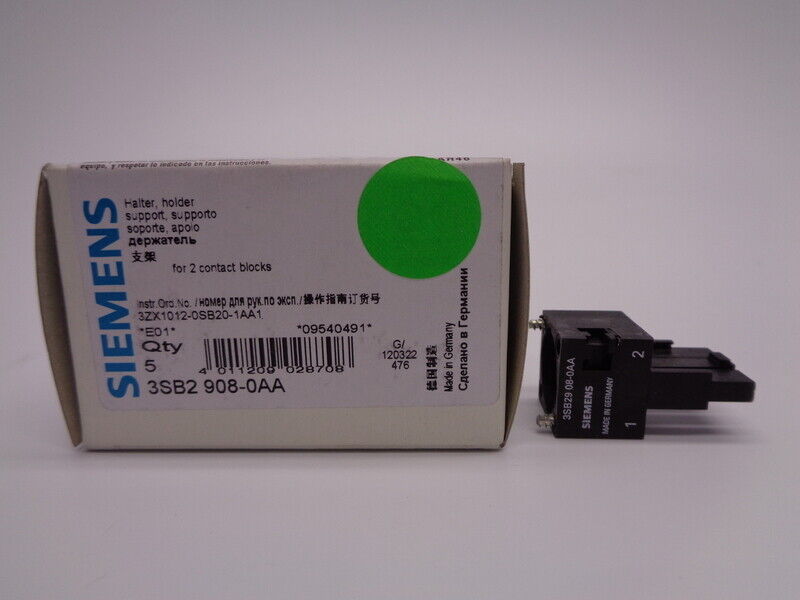 equipo, y respetar lo indicado en las instrucciones.
SIEMENS
Halter, holder
support, supporto
soporte, apoio
держатель
支架
for 2 contact blocks
Instr.Ord.No. /номер для рук.по эксп./操作指南订货号
3ZX1012-0SB20-1AA1
*E01*
*09540491*
Qty
5
4 011209 028708
G/
120322
476
3SB2 908-0AA
德国制造
Made in Germany
Сделано в Германии
3SB29 08-0AA
SIEMENS
MADE IN GERMANY
1
2